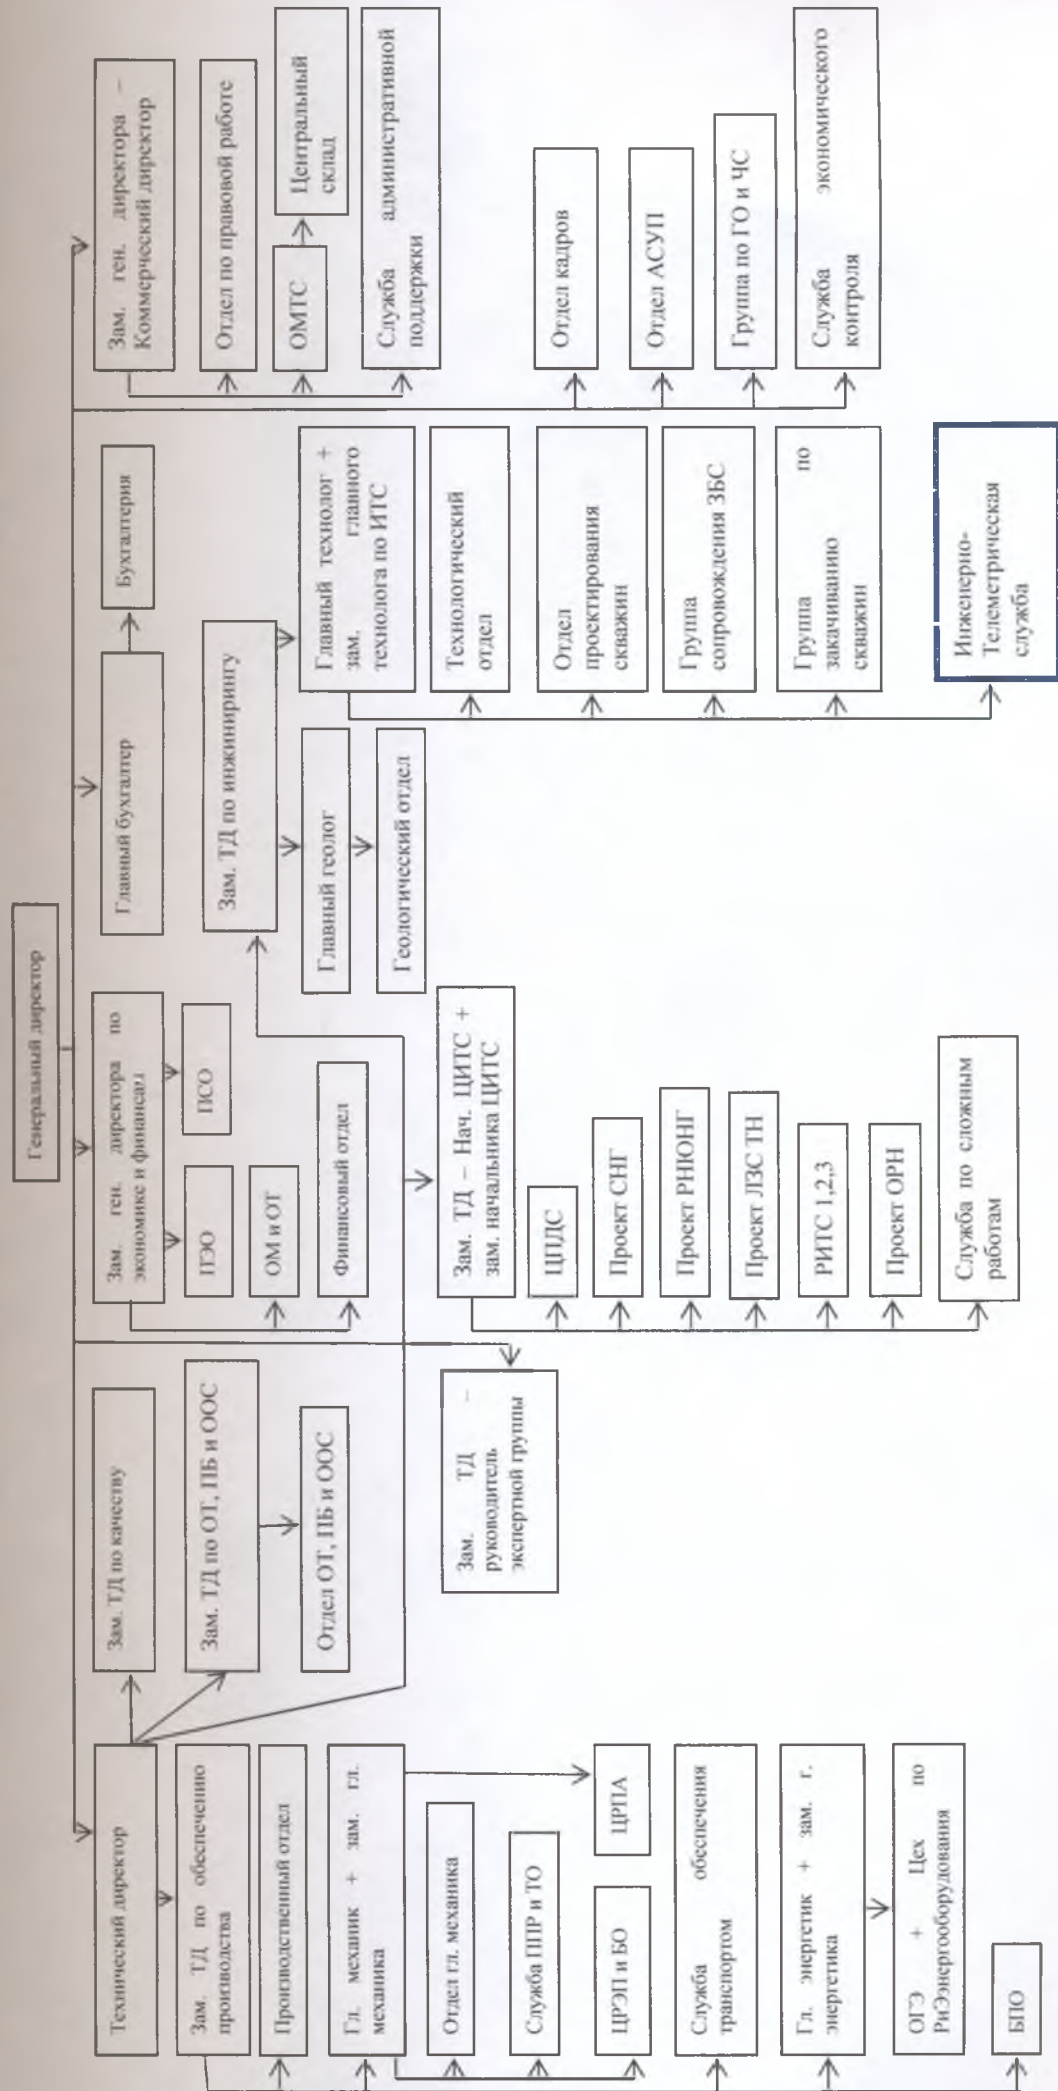 Генеральный директор
Технический директор
Зам. ТД по обеспечению
производства
Производственный отдел
Гл. механик + зам. гл.
механика
Отдел гл. механика
Служба ППР и ТО
ЦРЭП и БО
ЦРПА
Служба обеспечения
транспортом
Гл. энергетик + зам. г.
энергетика
ОГЭ + Цех по
РиЭэнергооборудования
БПО
Зам. ТД по качеству
Зам. ТД по ОТ, ПБ и ООС
Отдел ОТ, ПБ и ООС
Зам. ТД –
руководитель
экспертной группы
Зам. ген. директора по
экономике и финансам
ПЭО
ПСО
ОМ и ОТ
Финансовый отдел
Зам. ТД – Нач. ЦИТС +
зам. начальника ЦИТС
ЦПДС
Проект СНГ
Проект РНЮНГ
Проект ЛЗС ТН
РИТС 1,2,3
Проект ОРН
Служба по сложным
работам
Главный бухгалтер
Бухгалтерия
Зам. ТД по инжинирингу
Главный геолог
Геологический отдел
Главный технолог +
зам. главного
технолога по ИТС
Технологический
отдел
Отдел
проектирования
скважин
Группа
сопровождения ЗБС
Группа по
закачиванию
скважин
Инженерно-
Телеметрическая
служба
Зам. ген. директора –
Коммерческий директор
Отдел по правовой работе
ОМТС
Центральный
склад
Служба административной
поддержки
Отдел кадров
Отдел АСУП
Группа по ГО и ЧС
Служба экономического
контроля